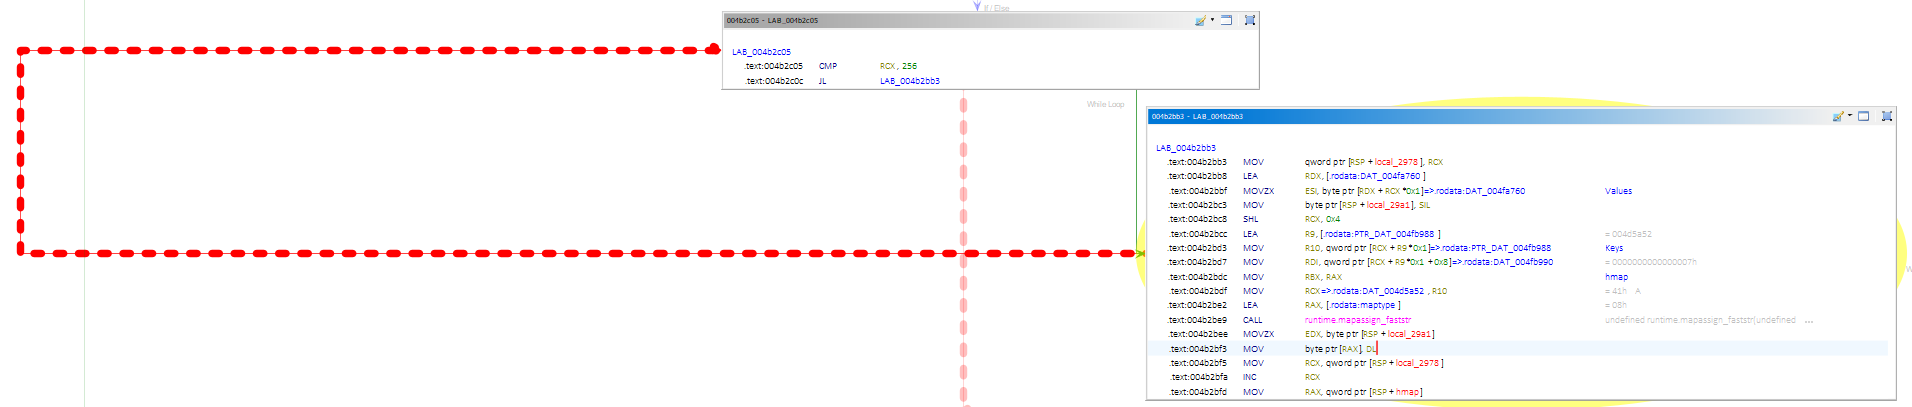 If / Else
004b2c05 - LAB_004b2c05
LAB_004b2c05
.text:004b2c05 CMP RCX, 256
.text:004b2c0c JL LAB_004b2bb3
While Loop
004b2bb3 - LAB_004b2bb3
LAB_004b2bb3
.text:004b2bb3 MOV qword ptr [RSP + local_2978], RCX
.text:004b2bb8 LEA RDX, [.rodata:DAT_004fa760]
.text:004b2bbf MOVZX ESI, byte ptr [RDX + RCX*0x1]=>.rodata:DAT_004fa760 Values
.text:004b2bc3 MOV byte ptr [RSP + local_29a1], SIL
.text:004b2bc8 SHL RCX, 0x4
.text:004b2bcc LEA R9, [.rodata:PTR_DAT_004fb988] = 004d5a52
.text:004b2bd3 MOV R10, qword ptr [RCX + R9*0x1]=>.rodata:PTR_DAT_004fb988 Keys
.text:004b2bd7 MOV RDI, qword ptr [RCX + R9*0x1 + 0x8]=>.rodata:DAT_004fb990 = 0000000000000007h
.text:004b2bdc MOV RBX, RAX hmap
.text:004b2bdf MOV RCX=>.rodata:DAT_004d5a52, R10 = 41h A
.text:004b2be2 LEA RAX, [.rodata:maptype] = 08h
.text:004b2be9 CALL runtime.mapassign_faststr undefined runtime.mapassign_faststr(undefined ...
.text:004b2bee MOVZX EDX, byte ptr [RSP + local_29a1]
.text:004b2bf3 MOV byte ptr [RAX], DL
.text:004b2bf5 MOV RCX, qword ptr [RSP + local_2978]
.text:004b2bfa INC RCX
.text:004b2bfd MOV RAX, qword ptr [RSP + hmap]
W